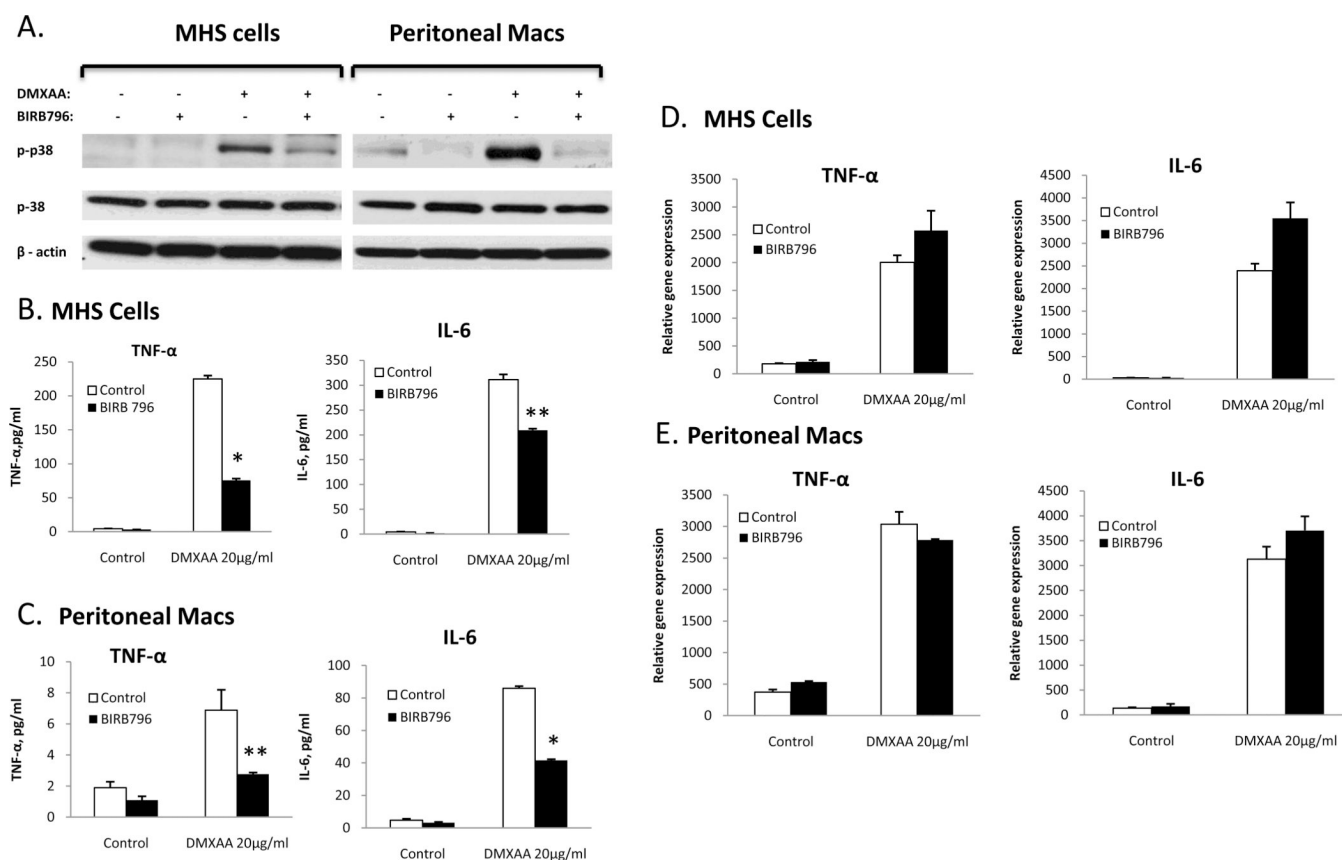 A.
MHS cells
Peritoneal Macs
DMXAA: - - + + - - + +
BIRB796: - + - + - + - +
p-p38
p-38
β - actin
B. MHS Cells
TNF-α
TNF-α,pg/ml
250
200
150
100
50
0
Control
BIRB 796
*
Control
DMXAA 20µg/ml
IL-6
IL-6, pg/ml
350
300
250
200
150
100
50
0
Control
BIRB796
**
Control
DMXAA 20µg/ml
C. Peritoneal Macs
TNF-α
TNF-α, pg/ml
10
8
6
4
2
0
Control
BIRB796
**
Control
DMXAA 20µg/ml
IL-6
IL-6, pg/ml
100
80
60
40
20
0
Control
BIRB796
*
Control
DMXAA 20µg/ml
D. MHS Cells
TNF-α
Relative gene expression
3500
3000
2500
2000
1500
1000
500
0
Control
BIRB796
Control
DMXAA 20µg/ml
IL-6
Relative gene expression
4500
4000
3500
3000
2500
2000
1500
1000
500
0
Control
BIRB796
Control
DMXAA 20µg/ml
E. Peritoneal Macs
TNF-α
Relative gene expression
3500
3000
2500
2000
1500
1000
500
0
Control
BIRB796
Control
DMXAA 20µg/ml
IL-6
Relative gene expression
4500
4000
3500
3000
2500
2000
1500
1000
500
0
Control
BIRB796
Control
DMXAA 20µg/ml